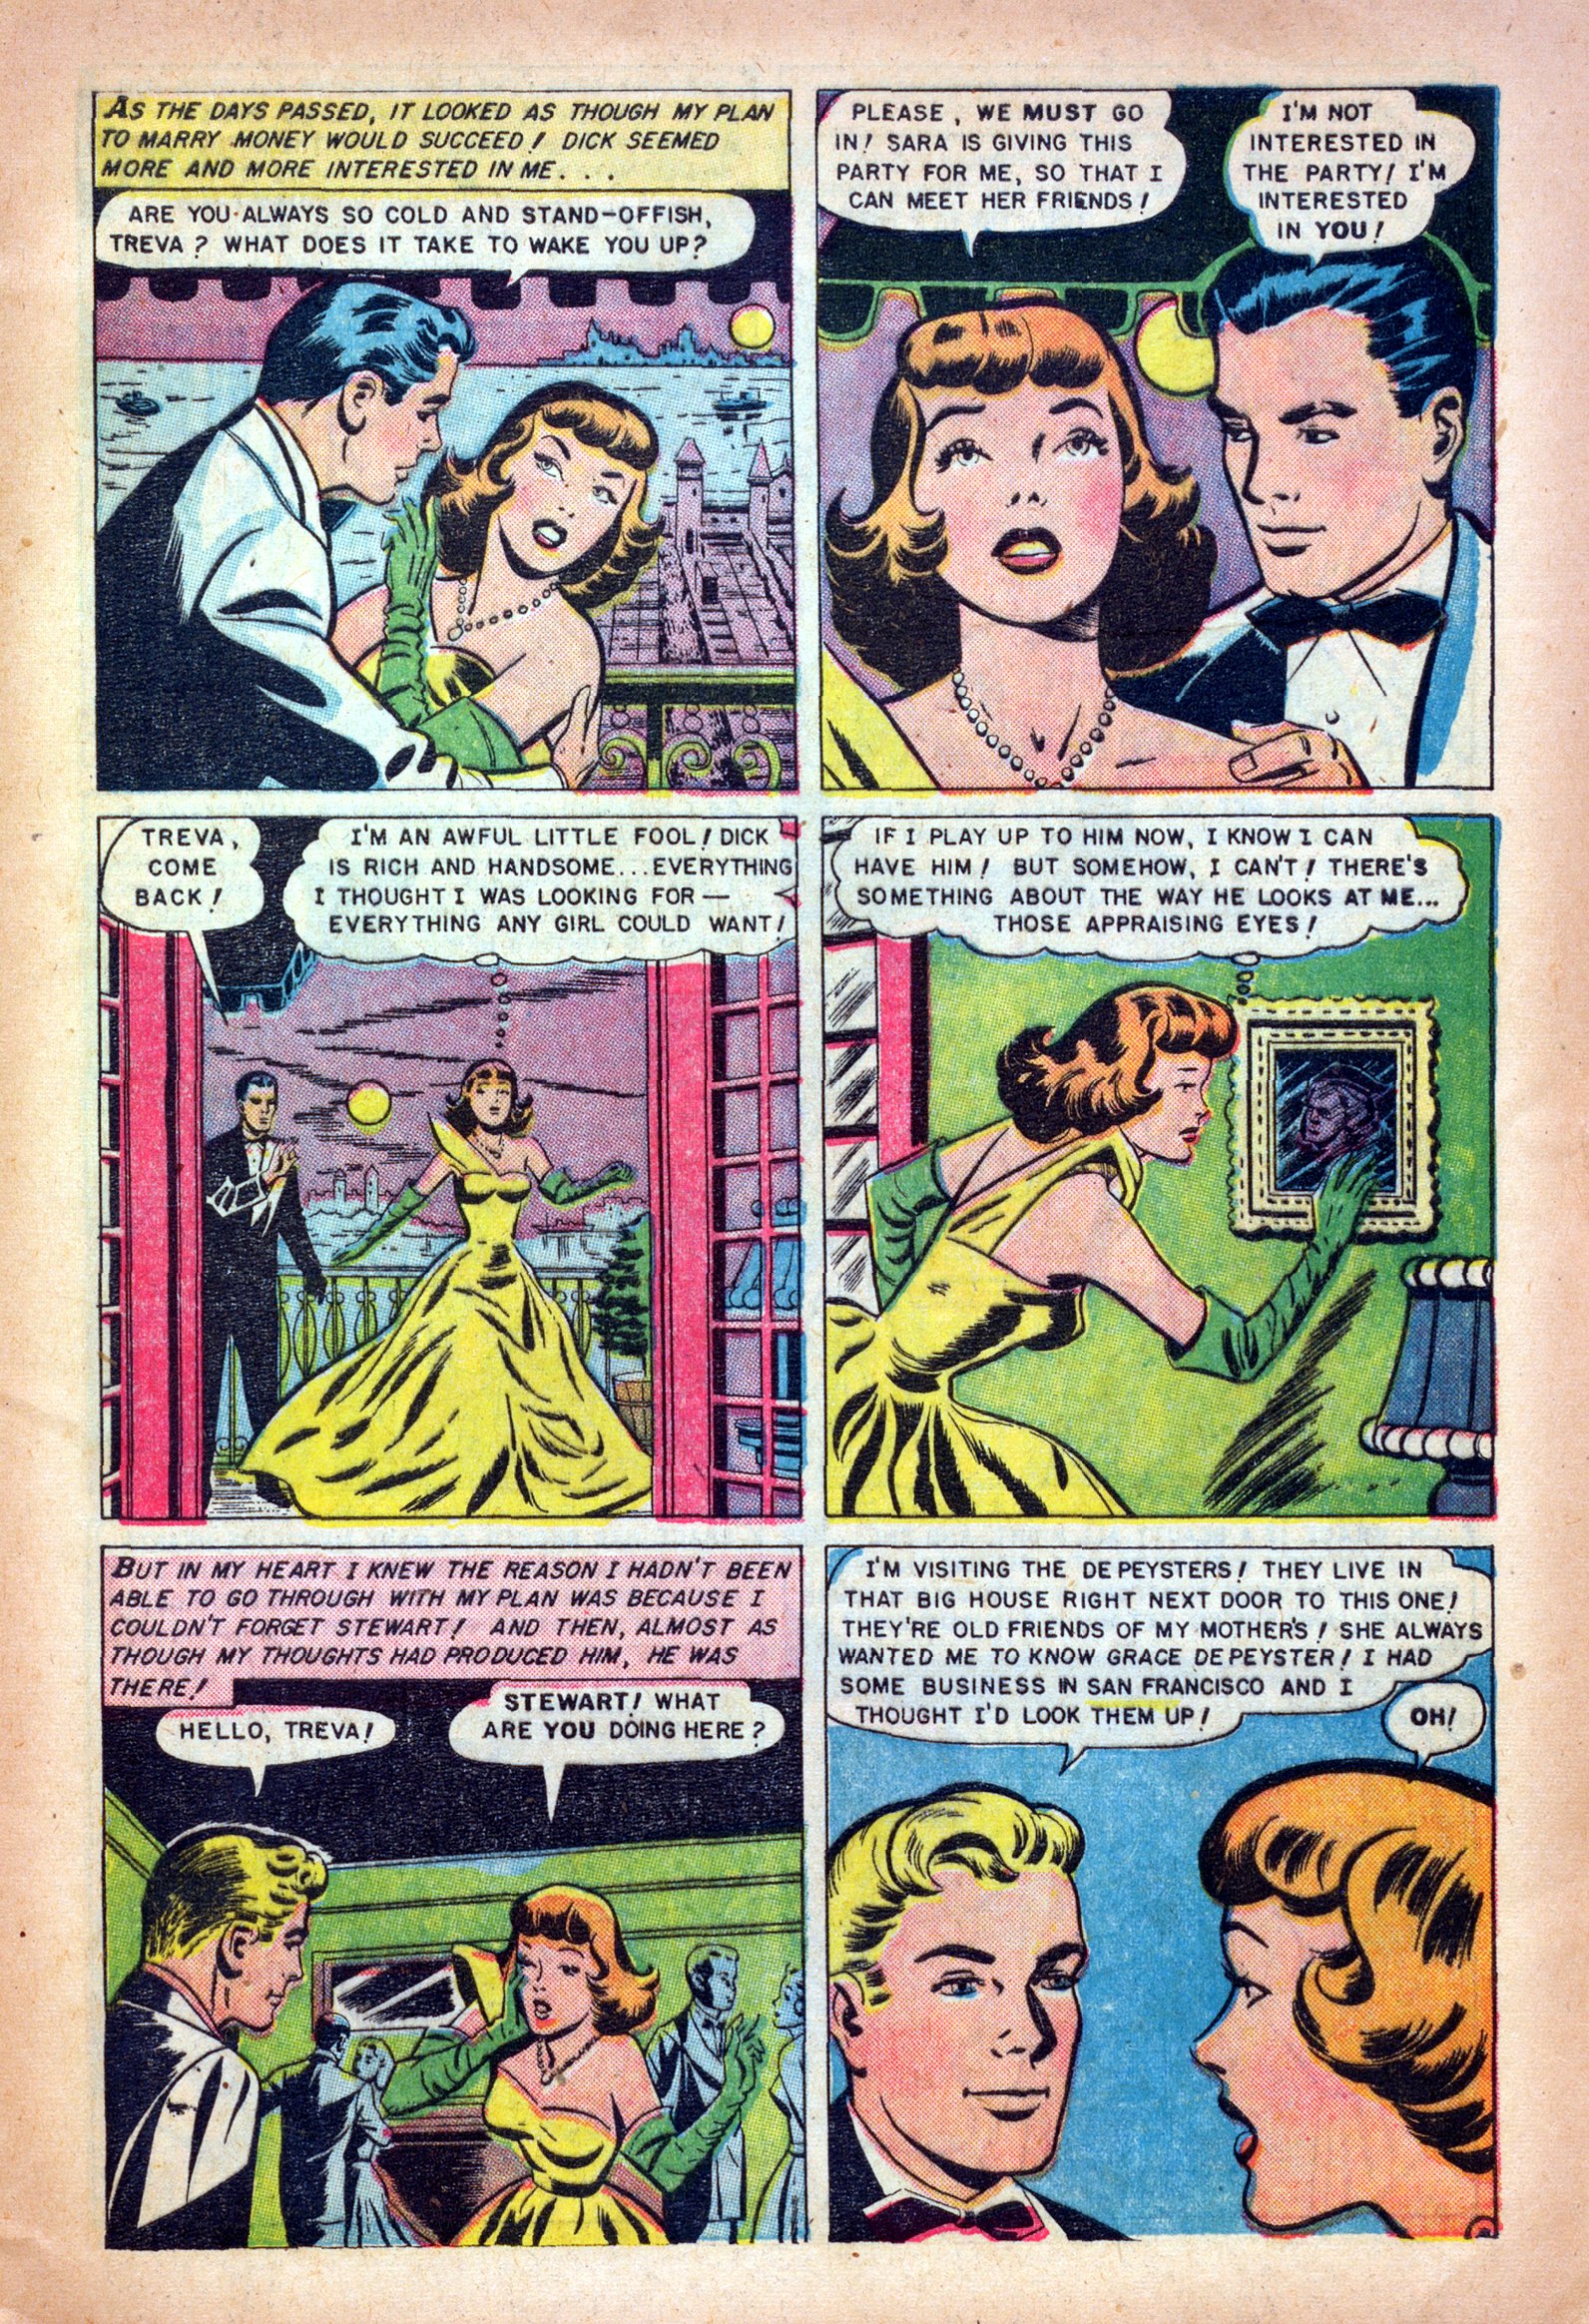 AS THE DAYS PASSED, IT LOOKED AS THOUGH MY PLAN
TO MARRY MONEY WOULD SUCCEED! DICK SEEMED
MORE AND MORE INTERESTED IN ME...
ARE YOU ALWAYS SO COLD AND STAND-OFFISH,
TREVA? WHAT DOES IT TAKE TO WAKE YOU UP?
PLEASE, WE MUST GO
IN! SARA IS GIVING THIS
PARTY FOR ME, SO THAT I
CAN MEET HER FRIENDS!
I'M NOT
INTERESTED IN
THE PARTY! I'M
INTERESTED
IN YOU!
TREVA,
COME
BACK!
I'M AN AWFUL LITTLE FOOL! DICK
IS RICH AND HANDSOME...EVERYTHING
I THOUGHT I WAS LOOKING FOR—
EVERYTHING ANY GIRL COULD WANT!
IF I PLAY UP TO HIM NOW, I KNOW I CAN
HAVE HIM! BUT SOMEHOW, I CAN'T! THERE'S
SOMETHING ABOUT THE WAY HE LOOKS AT ME...
THOSE APPRAISING EYES!
BUT IN MY HEART I KNEW THE REASON I HADN'T BEEN
ABLE TO GO THROUGH WITH MY PLAN WAS BECAUSE I
COULDN'T FORGET STEWART! AND THEN, ALMOST AS
THOUGH MY THOUGHTS HAD PRODUCED HIM, HE WAS
THERE!
HELLO, TREVA!
STEWART! WHAT
ARE YOU DOING HERE?
I'M VISITING THE DE PEYSTERS! THEY LIVE IN
THAT BIG HOUSE RIGHT NEXT DOOR TO THIS ONE!
THEY'RE OLD FRIENDS OF MY MOTHER'S! SHE ALWAYS
WANTED ME TO KNOW GRACE DE PEYSTER! I HAD
SOME BUSINESS IN SAN FRANCISCO AND I
THOUGHT I'D LOOK THEM UP!
OH!